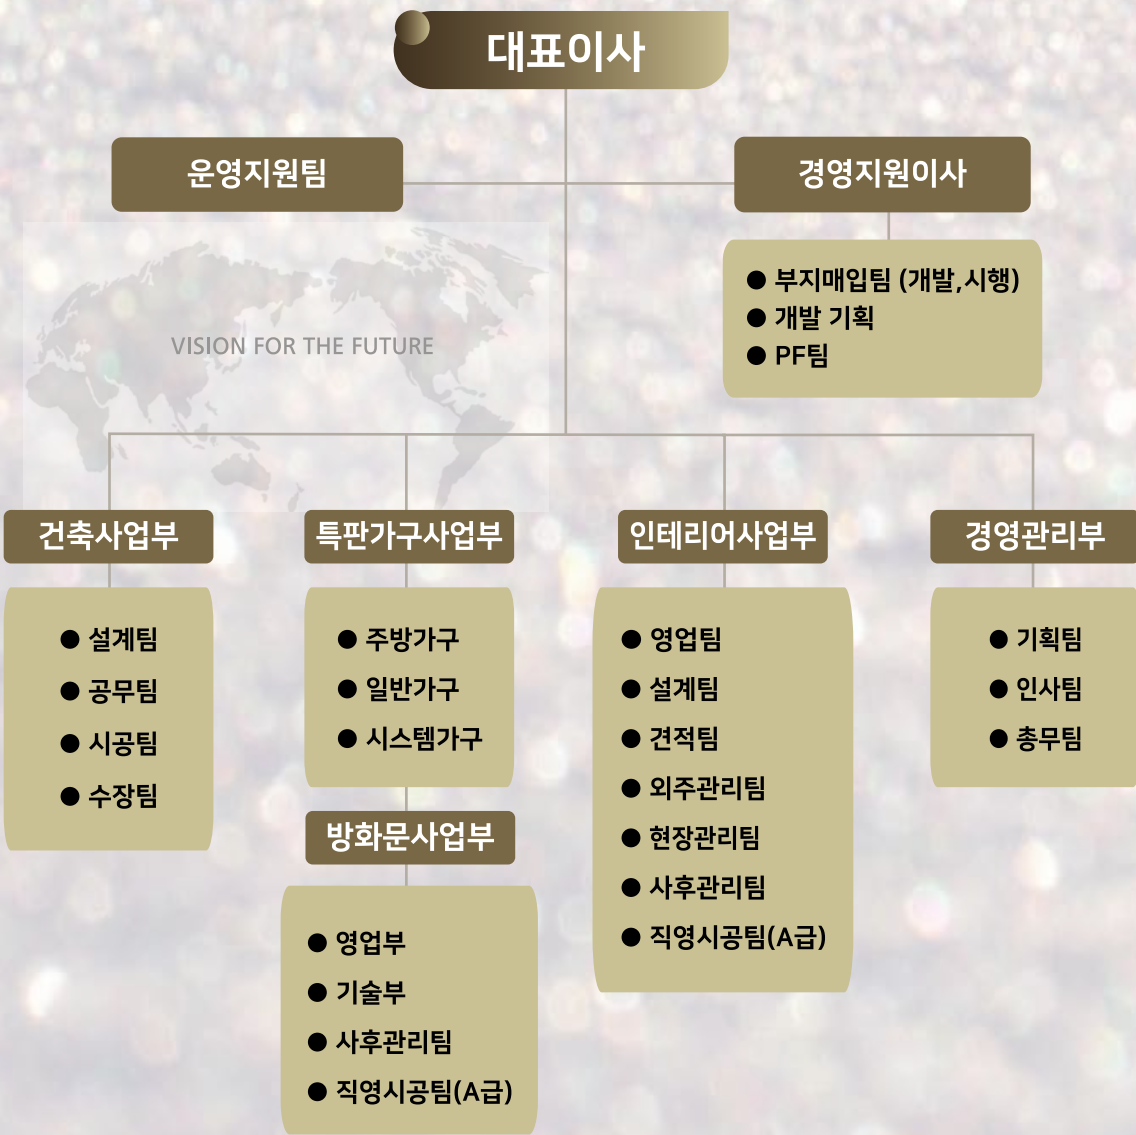 대표이사
운영지원팀
경영지원이사
● 부지매입팀 (개발,시행)
● 개발 기획
● PF팀
VISION FOR THE FUTURE
건축사업부
● 설계팀
● 공무팀
● 시공팀
● 수장팀
특판가구사업부
● 주방가구
● 일반가구
● 시스템가구
방화문사업부
● 영업부
● 기술부
● 사후관리팀
● 직영시공팀(A급)
인테리어사업부
● 영업팀
● 설계팀
● 견적팀
● 외주관리팀
● 현장관리팀
● 사후관리팀
● 직영시공팀(A급)
경영관리부
● 기획팀
● 인사팀
● 총무팀